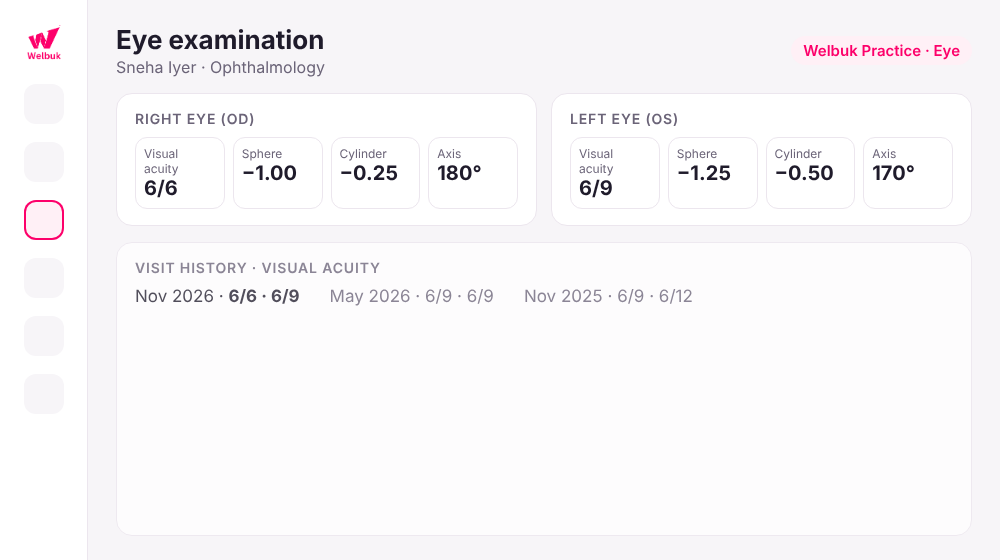 Welbuk
Eye examination
Sneha Iyer · Ophthalmology
Welbuk Practice · Eye
RIGHT EYE (OD)
Visual acuity
6/6
Sphere
−1.00
Cylinder
−0.25
Axis
180°
LEFT EYE (OS)
Visual acuity
6/9
Sphere
−1.25
Cylinder
−0.50
Axis
170°
VISIT HISTORY · VISUAL ACUITY
Nov 2026 · 6/6 · 6/9 May 2026 · 6/9 · 6/9 Nov 2025 · 6/9 · 6/12